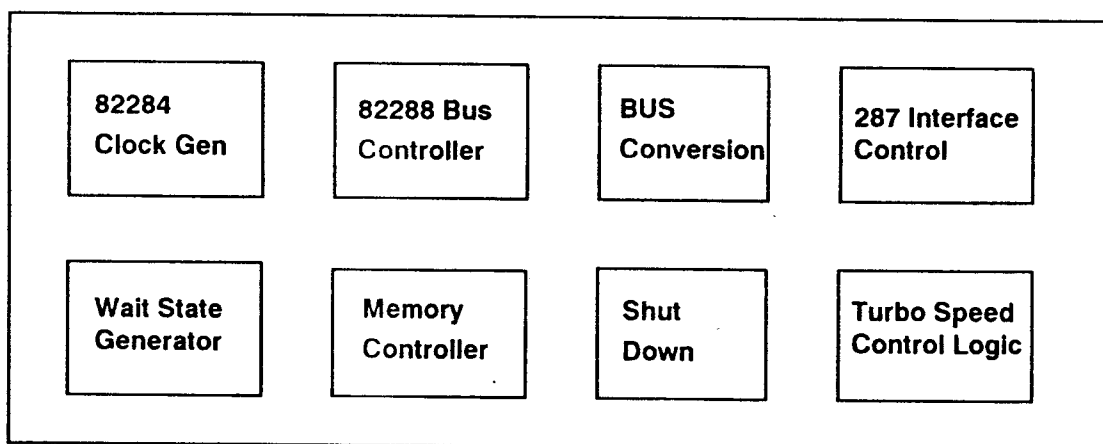 82284
Clock Gen
82288 Bus
Controller
BUS
Conversion
287 Interface
Control
Wait State
Generator
Memory
Controller
Shut
Down
Turbo Speed
Control Logic